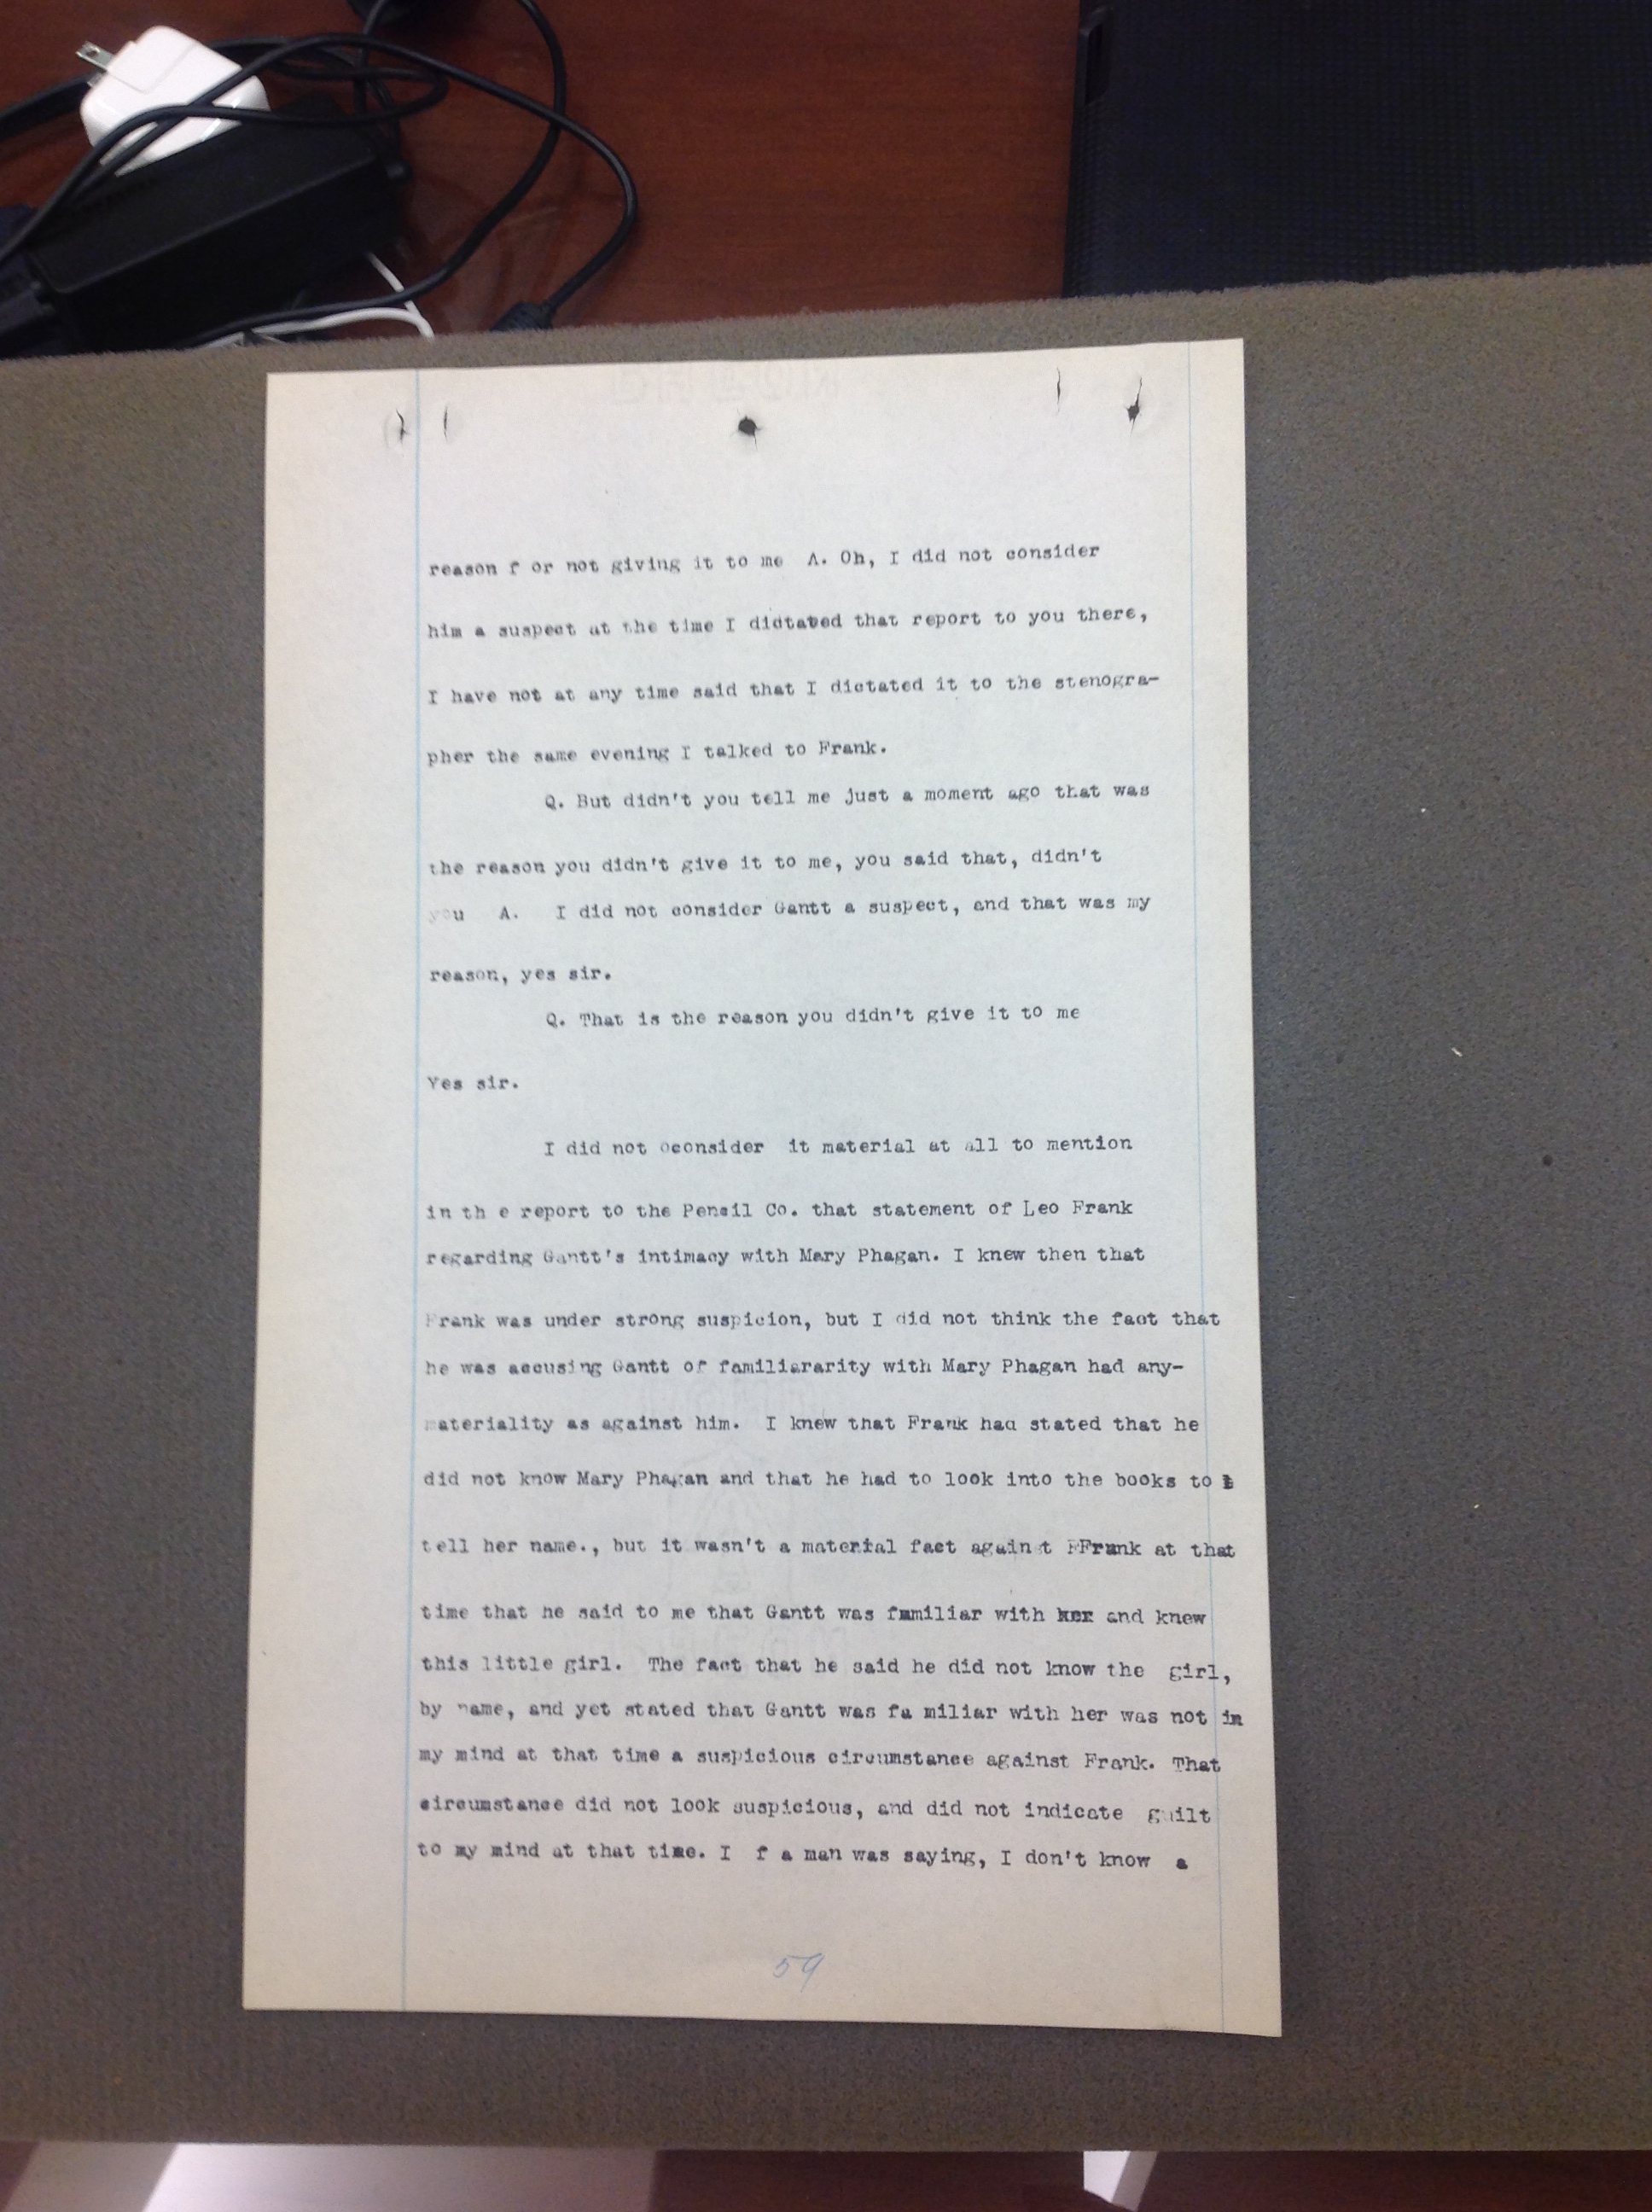 reason f or not giving it to me  A. Oh, I did not consider
him a suspect at the time I dictated that report to you there,
I have not at any time said that I dictated it to the stenogra-
pher the same evening I talked to Frank.
Q. But didn't you tell me just a moment ago that was
the reason you didn't give it to me, you said that, didn't
you  A.  I did not consider Gantt a suspect, and that was my
reason, yes sir.
Q. That is the reason you didn't give it to me
Yes sir.
I did not oconsider  it material at all to mention
in th e report to the Pencil Co. that statement of Leo Frank
regarding Gantt's intimacy with Mary Phagan. I knew then that
Frank was under strong suspicion, but I did not think the fact that
he was accusing Gantt of familiararity with Mary Phagan had any-
materiality as against him.  I knew that Frank had stated that he
did not know Mary Phagan and that he had to look into the books to
tell her name., but it wasn't a material fact again t FFrank at that
time that he said to me that Gantt was familiar with her and knew
this little girl.  The fact that he said he did not know the  girl,
by name, and yet stated that Gantt was fa miliar with her was not in
my mind at that time a suspicious circumstance against Frank. That
circumstance did not look suspicious, and did not indicate  guilt
to my mind at that time. I  f a man was saying, I don't know  a
59